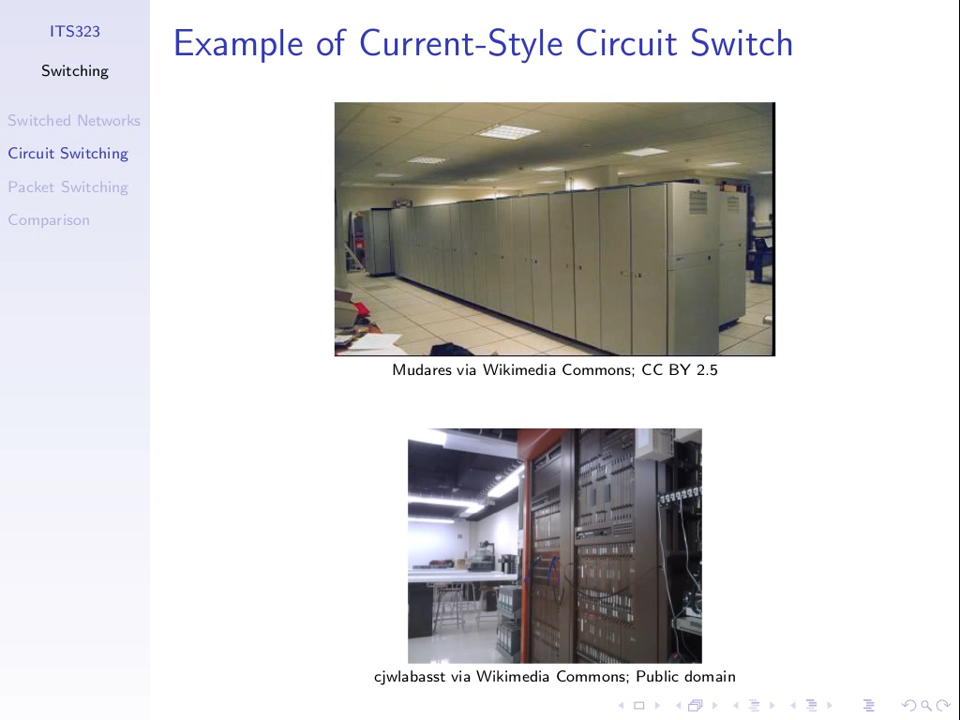 ITS323
Switching
Switched Networks
Circuit Switching
Packet Switching
Comparison
Example of Current-Style Circuit Switch
Mudares via Wikimedia Commons; CC BY 2.5
cjwlabasst via Wikimedia Commons; Public domain